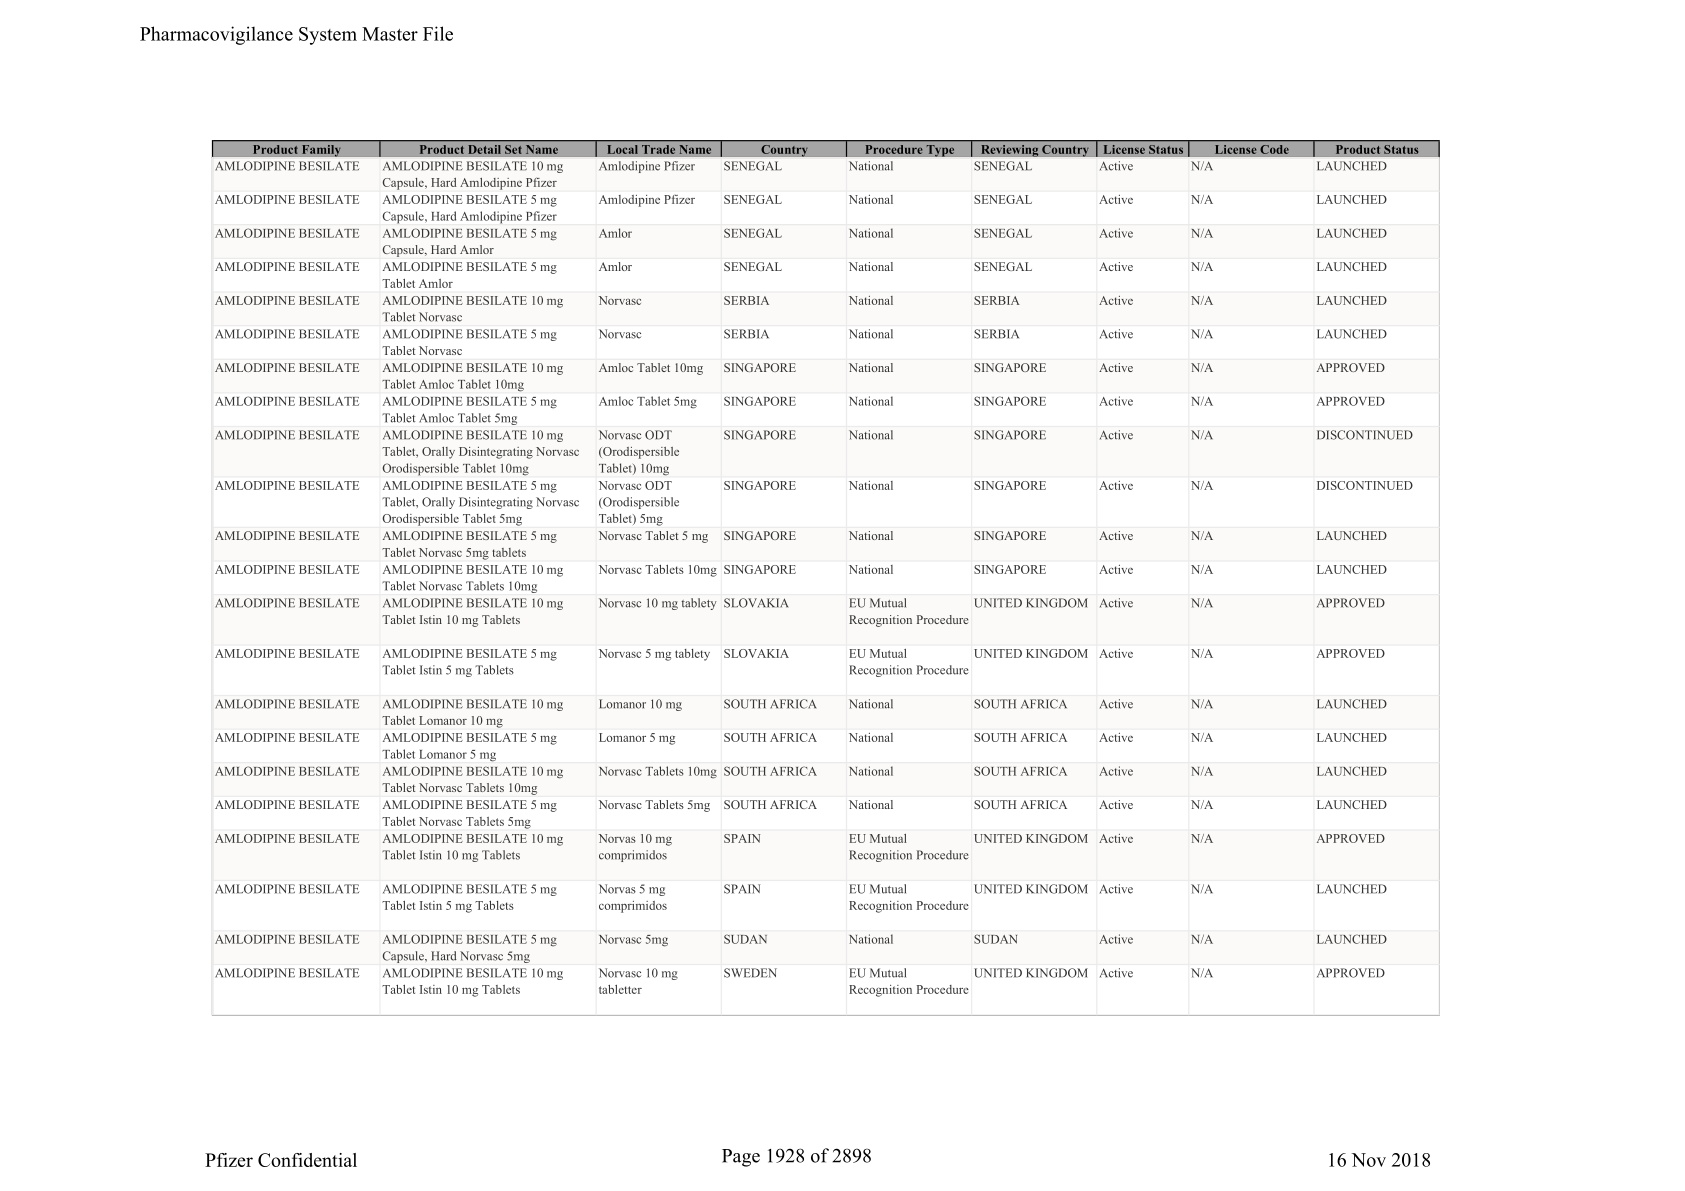 Pharmacovigilance System Master File
Product Family Product Detail Set Name Local Trade Name Country Procedure Type Reviewing Country License Status License Code Product Status
AMLODIPINE BESILATE AMLODIPINE BESILATE 10 mg Amlodipine Pfizer SENEGAL National SENEGAL Active N/A LAUNCHED
Capsule, Hard Amlodipine Pfizer
AMLODIPINE BESILATE AMLODIPINE BESILATE 5 mg Amlodipine Pfizer SENEGAL National SENEGAL Active N/A LAUNCHED
Capsule, Hard Amlodipine Pfizer
AMLODIPINE BESILATE AMLODIPINE BESILATE 5 mg Amlor SENEGAL National SENEGAL Active N/A LAUNCHED
Capsule, Hard Amlor
AMLODIPINE BESILATE AMLODIPINE BESILATE 5 mg Amlor SENEGAL National SENEGAL Active N/A LAUNCHED
Tablet Amlor
AMLODIPINE BESILATE AMLODIPINE BESILATE 10 mg Norvasc SERBIA National SERBIA Active N/A LAUNCHED
Tablet Norvasc
AMLODIPINE BESILATE AMLODIPINE BESILATE 5 mg Norvasc SERBIA National SERBIA Active N/A LAUNCHED
Tablet Norvasc
AMLODIPINE BESILATE AMLODIPINE BESILATE 10 mg Amloc Tablet 10mg SINGAPORE National SINGAPORE Active N/A APPROVED
Tablet Amloc Tablet 10mg
AMLODIPINE BESILATE AMLODIPINE BESILATE 5 mg Amloc Tablet 5mg SINGAPORE National SINGAPORE Active N/A APPROVED
Tablet Amloc Tablet 5mg
AMLODIPINE BESILATE AMLODIPINE BESILATE 10 mg Norvasc ODT SINGAPORE National SINGAPORE Active N/A DISCONTINUED
Tablet, Orally Disintegrating Norvasc (Orodispersible
Orodispersible Tablet 10mg Tablet) 10mg
AMLODIPINE BESILATE AMLODIPINE BESILATE 5 mg Norvasc ODT SINGAPORE National SINGAPORE Active N/A DISCONTINUED
Tablet, Orally Disintegrating Norvasc (Orodispersible
Orodispersible Tablet 5mg Tablet) 5mg
AMLODIPINE BESILATE AMLODIPINE BESILATE 5 mg Norvasc Tablet 5 mg SINGAPORE National SINGAPORE Active N/A LAUNCHED
Tablet Norvasc 5mg tablets
AMLODIPINE BESILATE AMLODIPINE BESILATE 10 mg Norvasc Tablets 10mg SINGAPORE National SINGAPORE Active N/A LAUNCHED
Tablet Norvasc Tablets 10mg
AMLODIPINE BESILATE AMLODIPINE BESILATE 10 mg Norvasc 10 mg tablety SLOVAKIA EU Mutual UNITED KINGDOM Active N/A APPROVED
Tablet Istin 10 mg Tablets Recognition Procedure
AMLODIPINE BESILATE AMLODIPINE BESILATE 5 mg Norvasc 5 mg tablety SLOVAKIA EU Mutual UNITED KINGDOM Active N/A APPROVED
Tablet Istin 5 mg Tablets Recognition Procedure
AMLODIPINE BESILATE AMLODIPINE BESILATE 10 mg Lomanor 10 mg SOUTH AFRICA National SOUTH AFRICA Active N/A LAUNCHED
Tablet Lomanor 10 mg
AMLODIPINE BESILATE AMLODIPINE BESILATE 5 mg Lomanor 5 mg SOUTH AFRICA National SOUTH AFRICA Active N/A LAUNCHED
Tablet Lomanor 5 mg
AMLODIPINE BESILATE AMLODIPINE BESILATE 10 mg Norvasc Tablets 10mg SOUTH AFRICA National SOUTH AFRICA Active N/A LAUNCHED
Tablet Norvasc Tablets 10mg
AMLODIPINE BESILATE AMLODIPINE BESILATE 5 mg Norvasc Tablets 5mg SOUTH AFRICA National SOUTH AFRICA Active N/A LAUNCHED
Tablet Norvasc Tablets 5mg
AMLODIPINE BESILATE AMLODIPINE BESILATE 10 mg Norvas 10 mg SPAIN EU Mutual UNITED KINGDOM Active N/A APPROVED
Tablet Istin 10 mg Tablets comprimidos Recognition Procedure
AMLODIPINE BESILATE AMLODIPINE BESILATE 5 mg Norvas 5 mg SPAIN EU Mutual UNITED KINGDOM Active N/A LAUNCHED
Tablet Istin 5 mg Tablets comprimidos Recognition Procedure
AMLODIPINE BESILATE AMLODIPINE BESILATE 5 mg Norvasc 5mg SUDAN National SUDAN Active N/A LAUNCHED
Capsule, Hard Norvasc 5mg
AMLODIPINE BESILATE AMLODIPINE BESILATE 10 mg Norvasc 10 mg SWEDEN EU Mutual UNITED KINGDOM Active N/A APPROVED
Tablet Istin 10 mg Tablets tabletter Recognition Procedure
Pfizer Confidential Page 1928 of 2898 16 Nov 2018